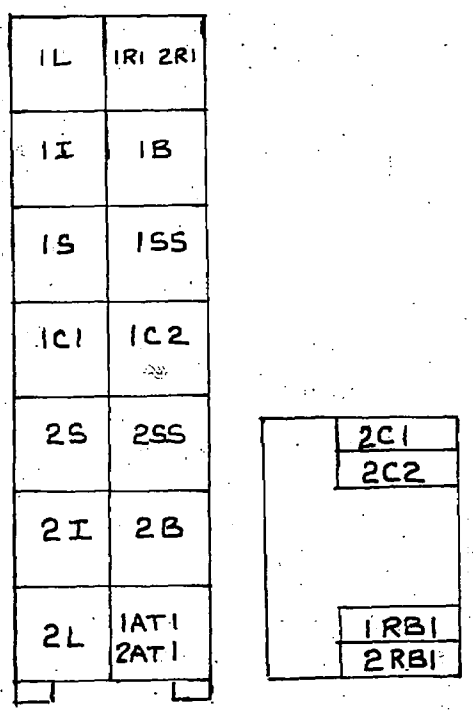 1L 1R1 2R1
1I 1B
1S 1SS
1C1 1C2
2S 2SS
2I 2B
2L 1AT1
2AT1
2C1
2C2
1RB1
2RB1